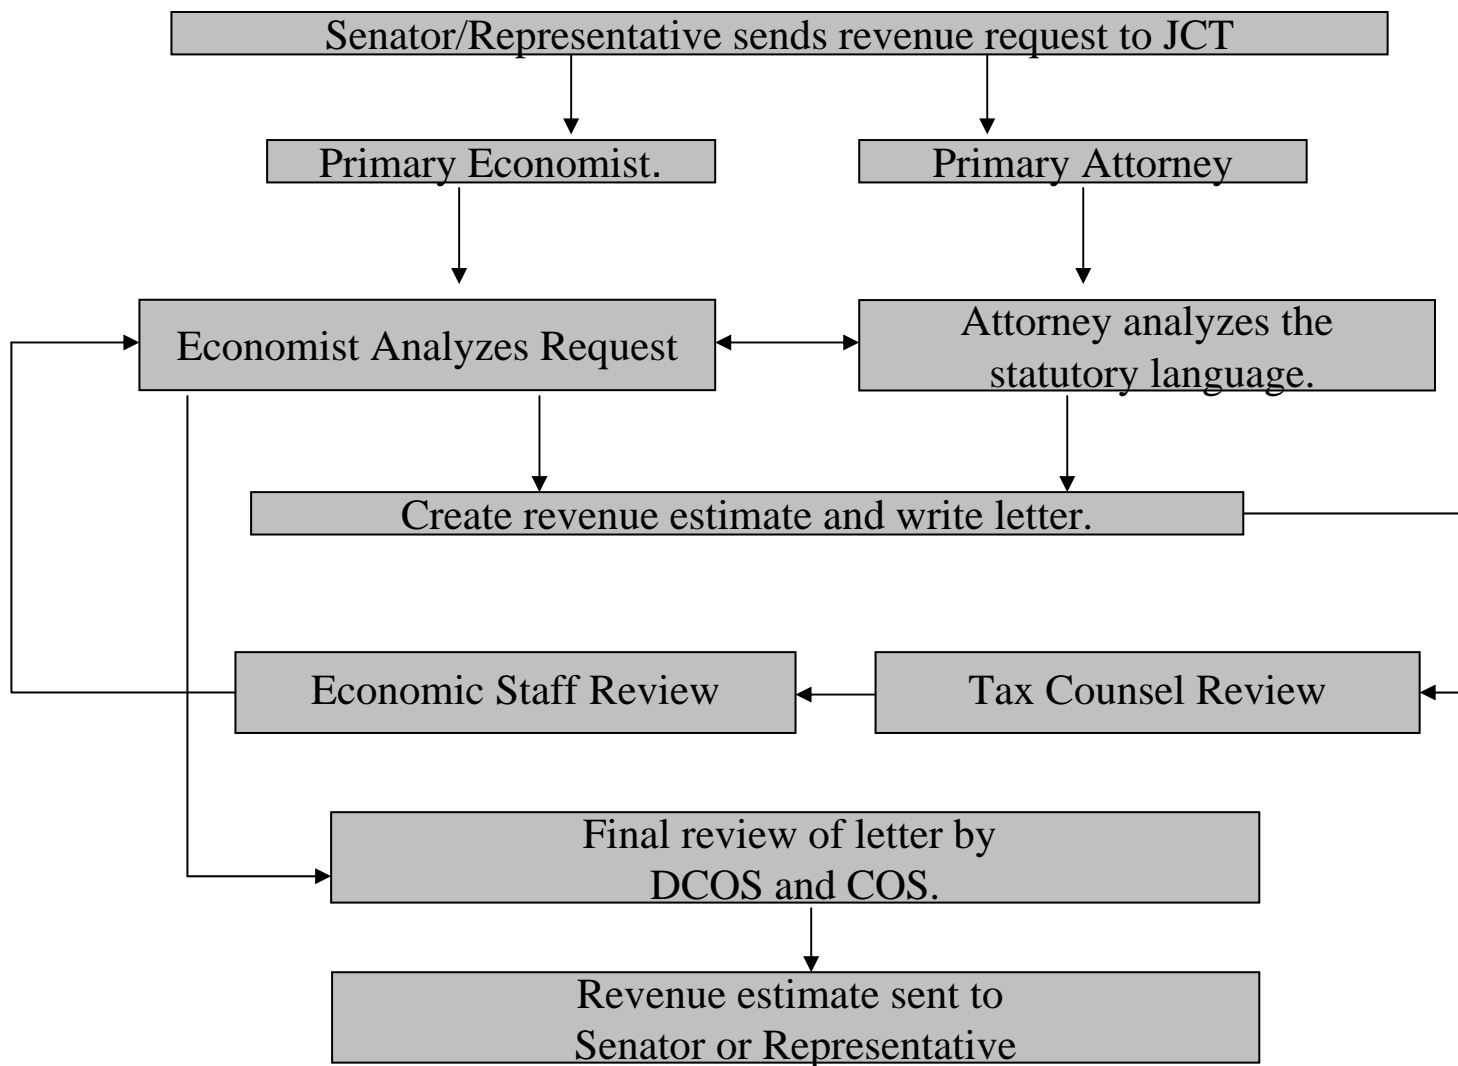 Senator/Representative sends revenue request to JCT
Primary Economist.
Primary Attorney
Economist Analyzes Request
Attorney analyzes the
statutory language.
Create revenue estimate and write letter.
Economic Staff Review
Tax Counsel Review
Final review of letter by
DCOS and COS.
Revenue estimate sent to
Senator or Representative